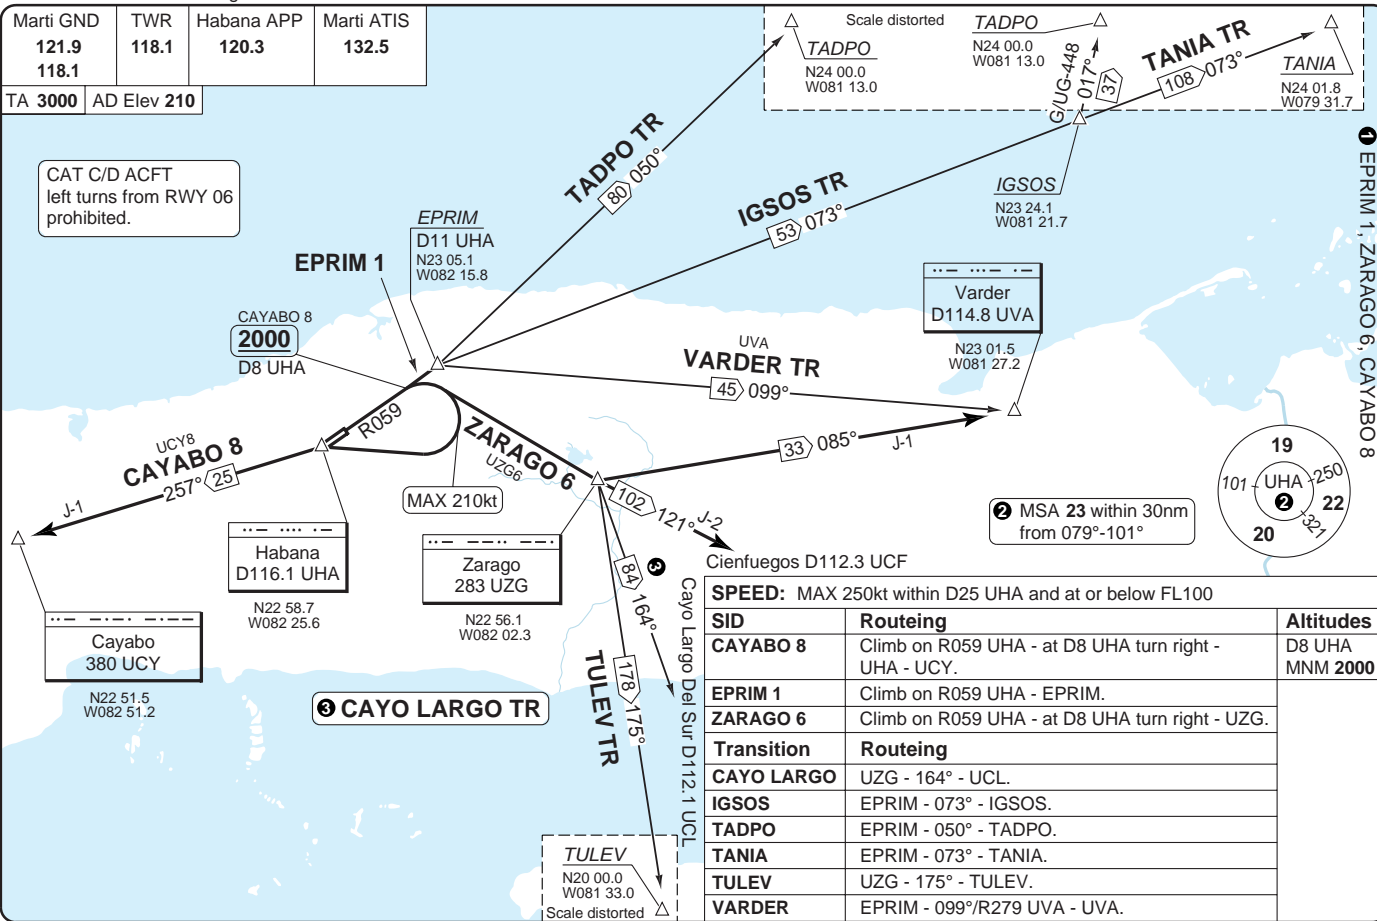 Marti GND
121.9
118.1
TWR
118.1
Habana APP
120.3
Marti ATIS
132.5
TA 3000
AD Elev 210
CAT C/D ACFT
left turns from RWY 06
prohibited.
Scale distorted
TADPO
N24 00.0
W081 13.0
TADPO
N24 00.0
W081 13.0
G/UG-448
017°
37
TANIA TR
108 073°
TANIA
N24 01.8
W079 31.7
TADPO TR
80 050°
IGSOS TR
53 073°
IGSOS
N23 24.1
W081 21.7
❶ EPRIM 1, ZARAGO 6, CAYABO 8
EPRIM
D11 UHA
N23 05.1
W082 15.8
EPRIM 1
CAYABO 8
2000
D8 UHA
Varder
D114.8 UVA
N23 01.5
W081 27.2
UVA
VARDER TR
45 099°
R059
UCY8
CAYABO 8
257° 25
J-1
ZARAGO 6
UZG6
33 085°
J-1
MAX 210kt
102 121°
J-2
Cienfuegos D112.3 UCF
Habana
D116.1 UHA
N22 58.7
W082 25.6
Zarago
283 UZG
N22 56.1
W082 02.3
Cayabo
380 UCY
N22 51.5
W082 51.2
❷ MSA 23 within 30nm
from 079°-101°
19
101
UHA
❷
250
22
321
20
84 164°
❸
Cayo Largo Del Sur D112.1 UCL
TULEV TR
178 175°
❸ CAYO LARGO TR
TULEV
N20 00.0
W081 33.0
Scale distorted
SPEED: MAX 250kt within D25 UHA and at or below FL100
SID Routeing Altitudes
CAYABO 8 Climb on R059 UHA - at D8 UHA turn right - D8 UHA
UHA - UCY. MNM 2000
EPRIM 1 Climb on R059 UHA - EPRIM.
ZARAGO 6 Climb on R059 UHA - at D8 UHA turn right - UZG.
Transition Routeing
CAYO LARGO UZG - 164° - UCL.
IGSOS EPRIM - 073° - IGSOS.
TADPO EPRIM - 050° - TADPO.
TANIA EPRIM - 073° - TANIA.
TULEV UZG - 175° - TULEV.
VARDER EPRIM - 099°/R279 UVA - UVA.